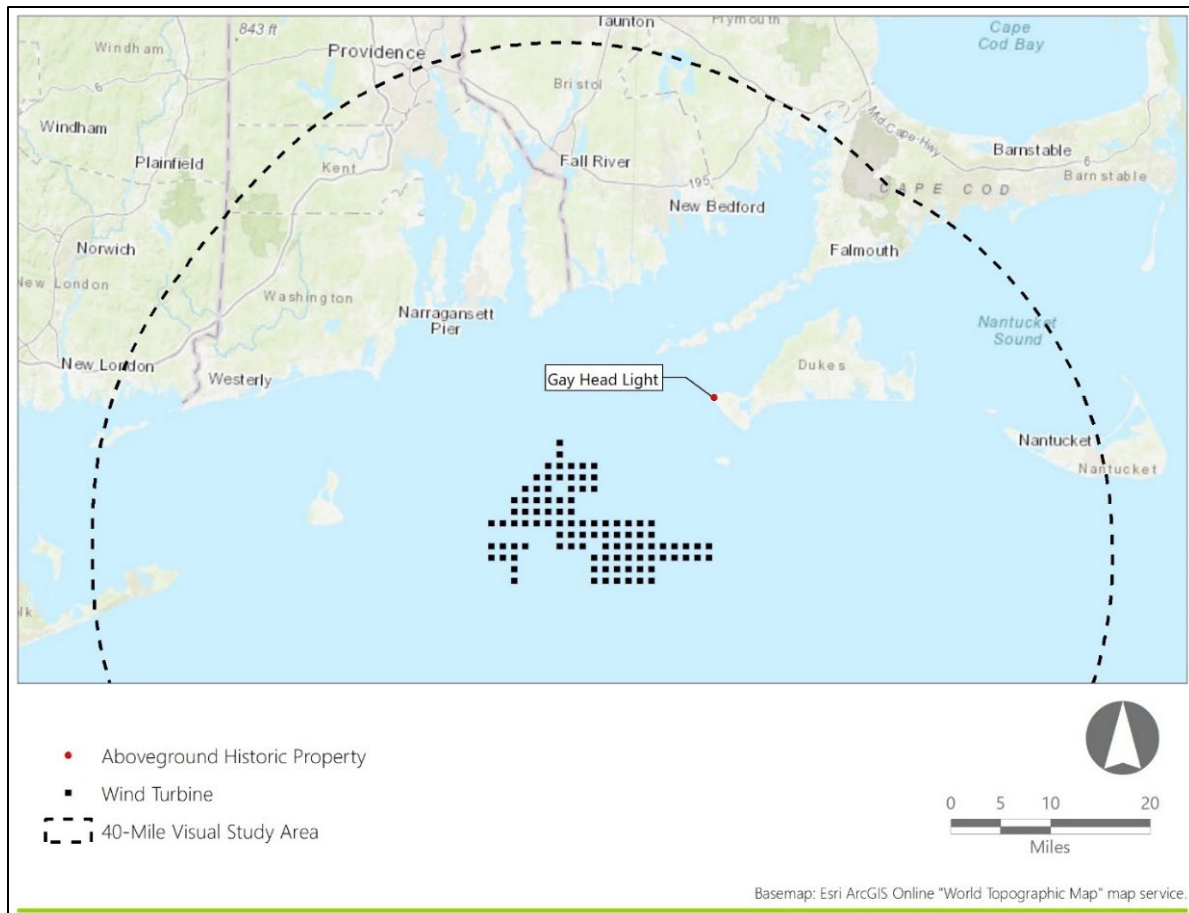 Taunton
Plymouth
Cape
Cod Bay
843 ft
Windham
Providence
Bristol
6
Mid Cape-Hwy
Windham
Barnstable
6
Plainfield
Kent
Fall River
195
Barnstable
CAPE COD
New Bedford
Norwich
Falmouth
New London
Washington
Narragansett
Pier
Nantucket
Sound
New London
Westerly
Gay Head Light
Dukes
Nantucket
Nantucket
olk
Aboveground Historic Property
Wind Turbine
40-Mile Visual Study Area
0 5 10 20
Miles
Basemap: Esri ArcGIS Online "World Topographic Map" map service.